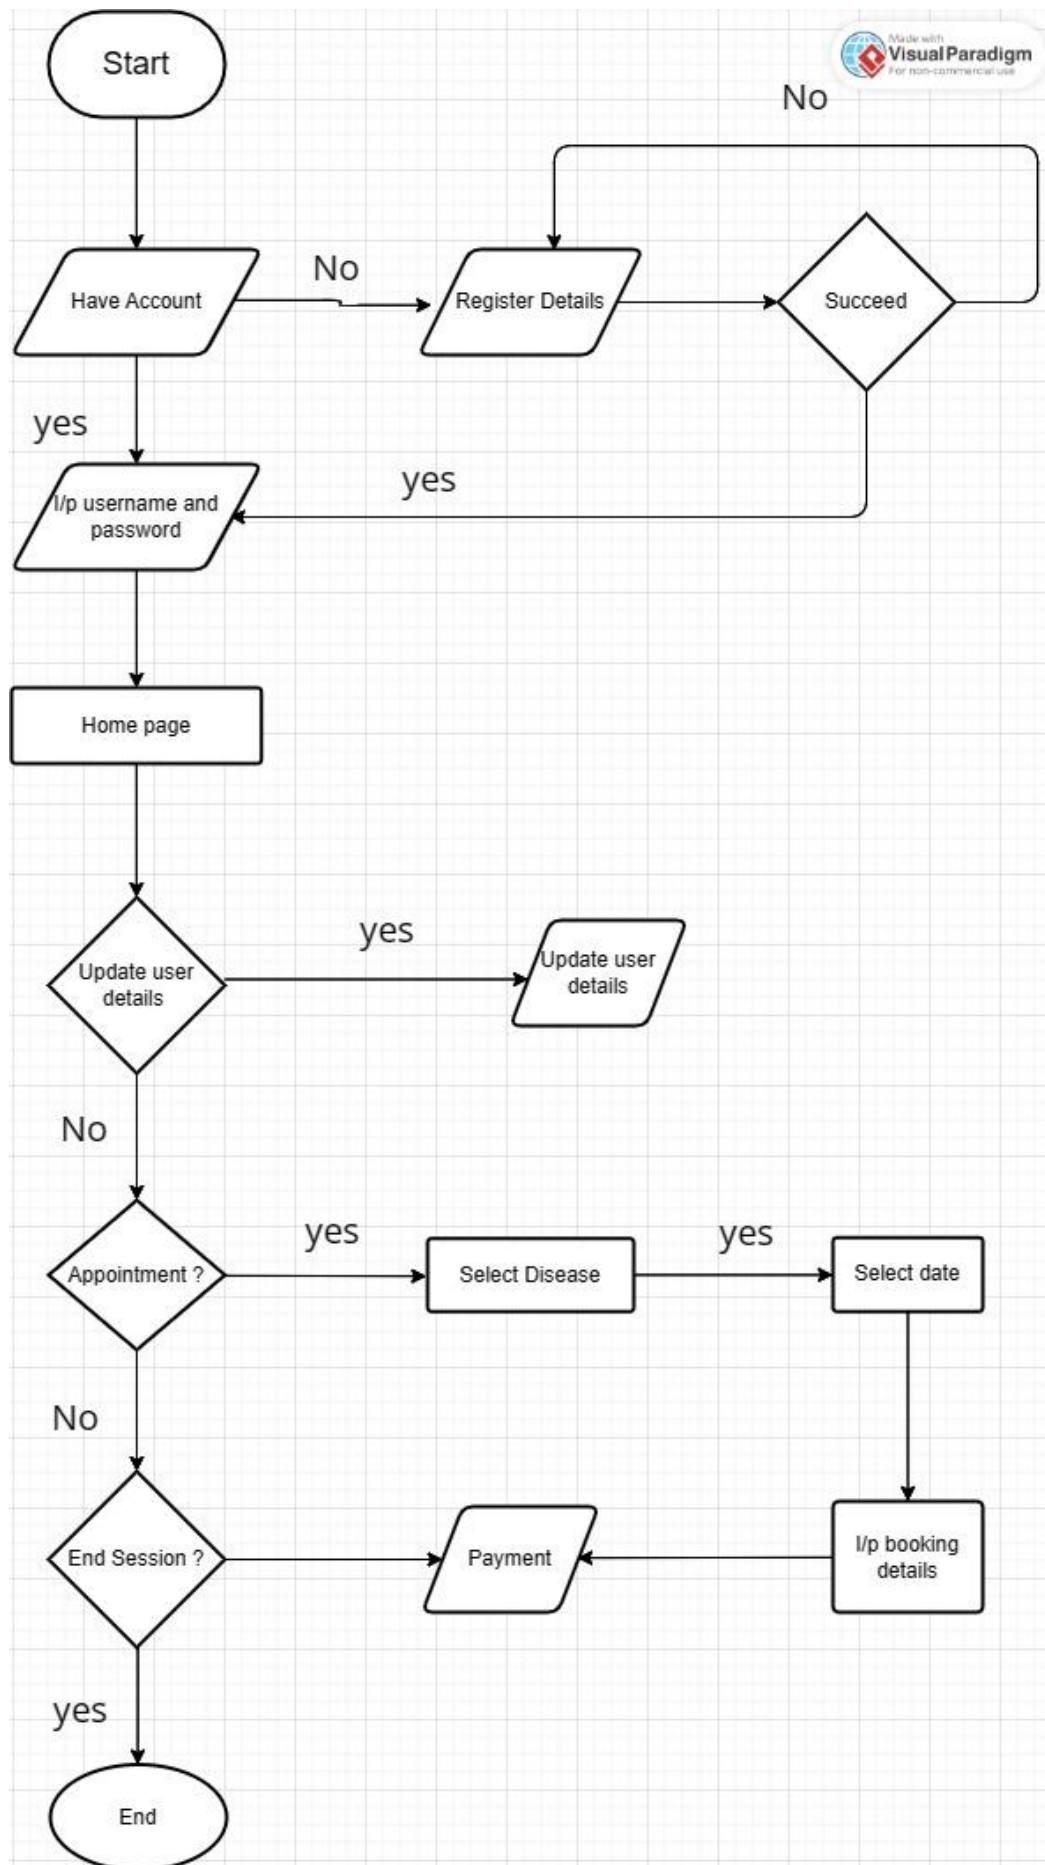 Start
Made with
Visual Paradigm
For non-commercial use
No
Have Account
No
Register Details
Succeed
yes
I/p username and
password
yes
Home page
Update user
details
yes
Update user
details
No
Appointment ?
yes
Select Disease
yes
Select date
No
End Session ?
Payment
I/p booking
details
yes
End